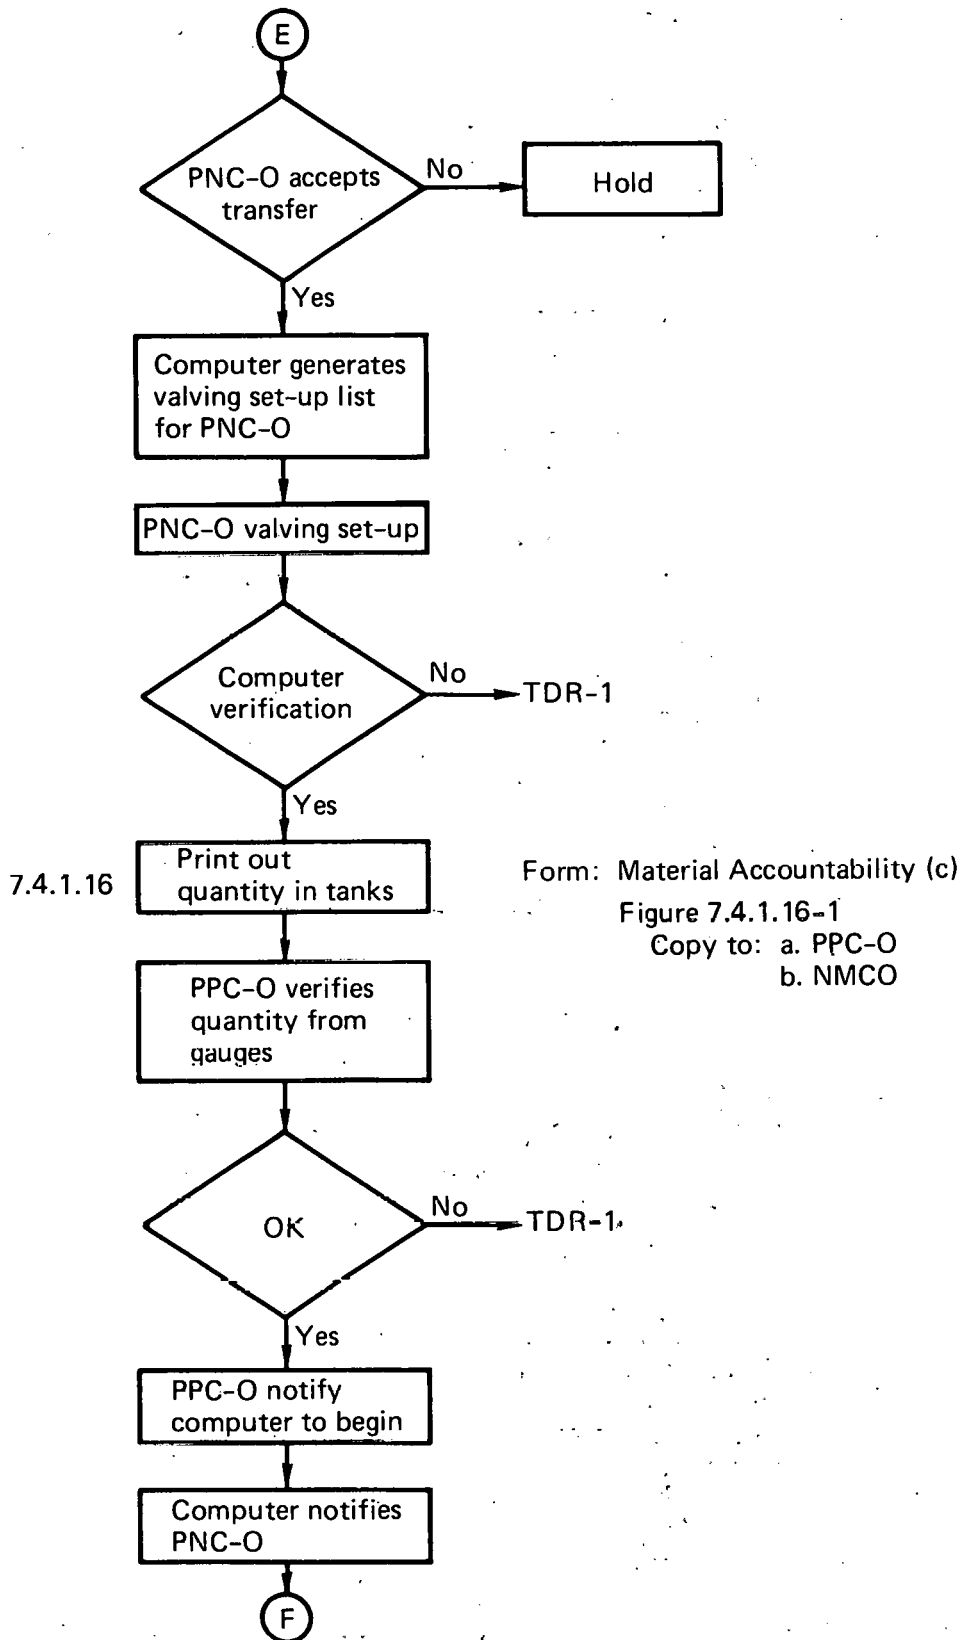 E
PNC-O accepts
transfer
No
Hold
Yes
Computer generates
valving set-up list
for PNC-O
PNC-O valving set-up
Computer
verification
No
TDR-1
Yes
7.4.1.16
Print out
quantity in tanks
Form: Material Accountability (c)
Figure 7.4.1.16-1
Copy to: a. PPC-O
b. NMCO
PPC-O verifies
quantity from
gauges
OK
No
TDR-1
Yes
PPC-O notify
computer to begin
Computer notifies
PNC-O
F